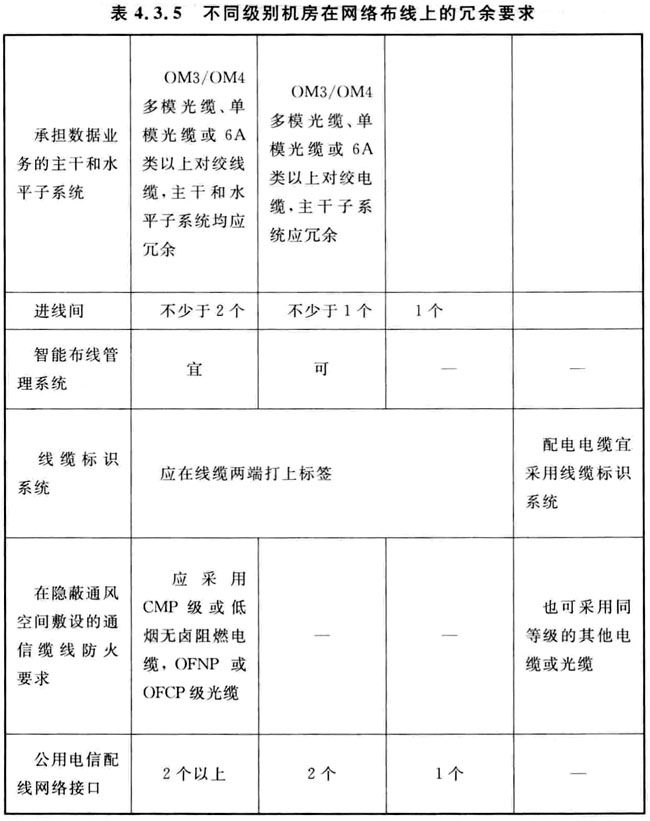 表 4.3.5 不同级别机房在网络布线上的冗余要求
承担数据业
务的主干和水
平子系统
OM3/OM4
多模光缆、单
模光缆或 6A
类以上对绞线
缆,主干和水
平子系统均应
冗余
OM3/OM4
多模光缆、单
模光缆或 6A
类以上对绞电
缆,主干子系
统应冗余
进线间
不少于 2 个
不少于 1 个
1 个
智能布线管
理系统
宜
可
—
—
线缆标识
系统
应在线缆两端打上标签
配电电缆宜
采用线缆标识
系统
在隐蔽通风
空间敷设的通
信缆线防火
要求
应采用
CMP 级或低
烟无卤阻燃电
缆,OFNP 或
OFCP 级光缆
—
—
也可采用同
等级的其他电
缆或光缆
公用电信配
线网络接口
2 个以上
2 个
1 个
—